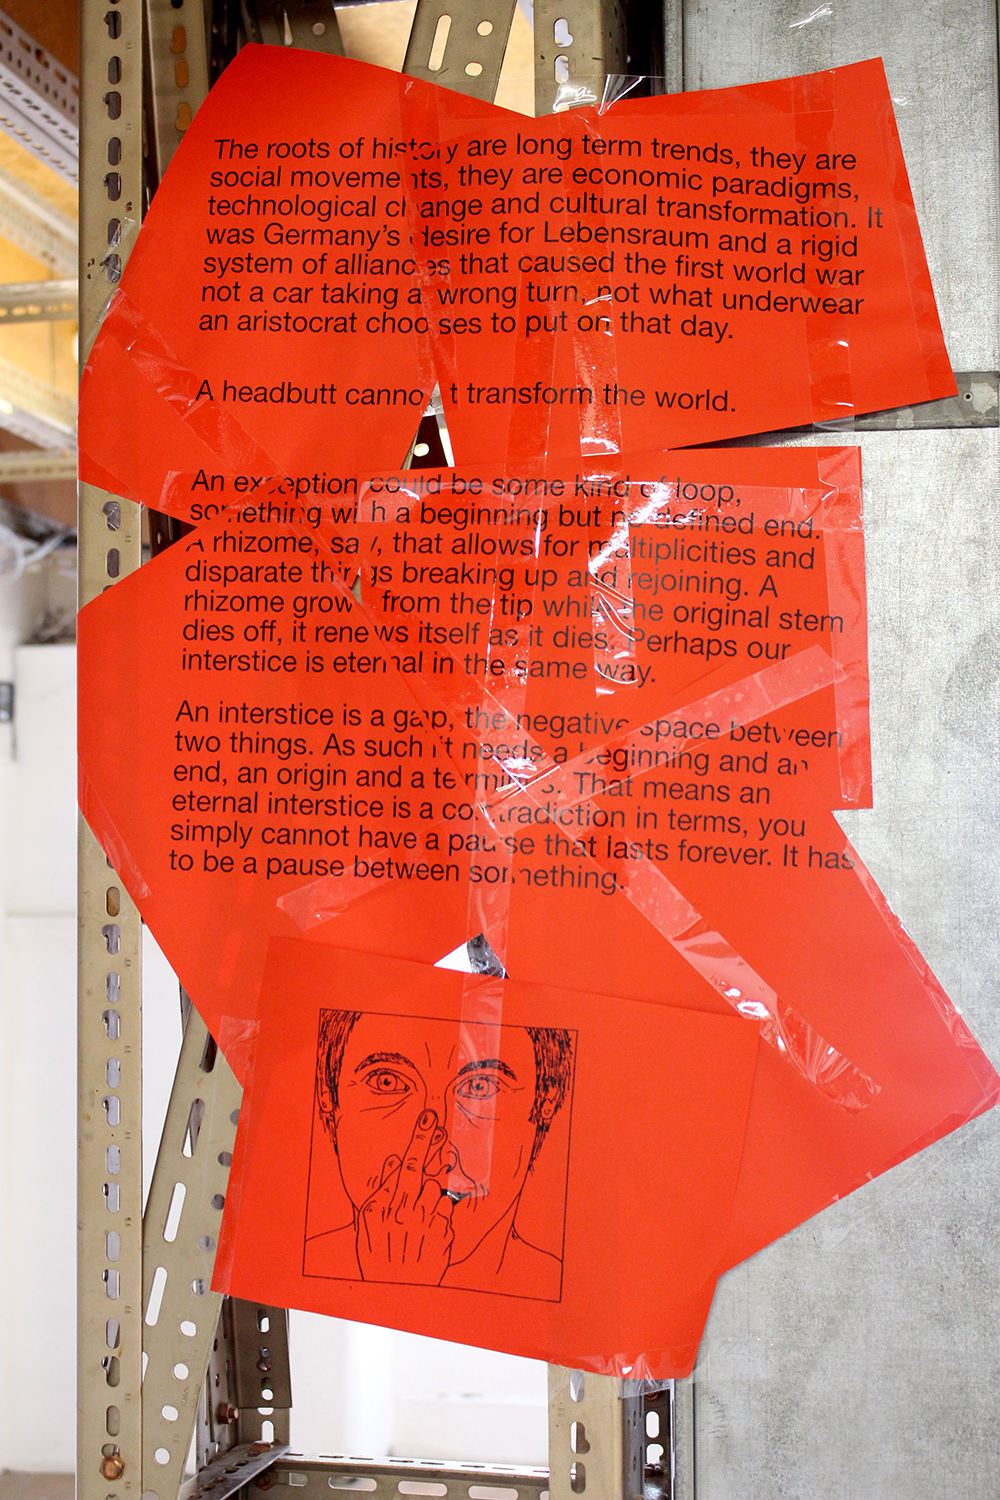 The roots of history are long term trends, they are
social movements, they are economic paradigms,
technological change and cultural transformation. It
was Germany's desire for Lebensraum and a rigid
system of alliances that caused the first world war
not a car taking a wrong turn, not what underwear
an aristocrat chooses to put on that day.
A headbutt cannot transform the world.
An exception could be some kind of loop,
something with a beginning but no defined end.
A rhizome, say, that allows for multiplicities and
disparate things breaking up and rejoining. A
rhizome grows from the tip while the original stem
dies off, it renews itself as it dies. Perhaps our
interstice is eternal in the same way.
An interstice is a gap, the negative space between
two things. As such it needs a beginning and an
end, an origin and a terminus. That means an
eternal interstice is a contradiction in terms, you
simply cannot have a pause that lasts forever. It has
to be a pause between something.